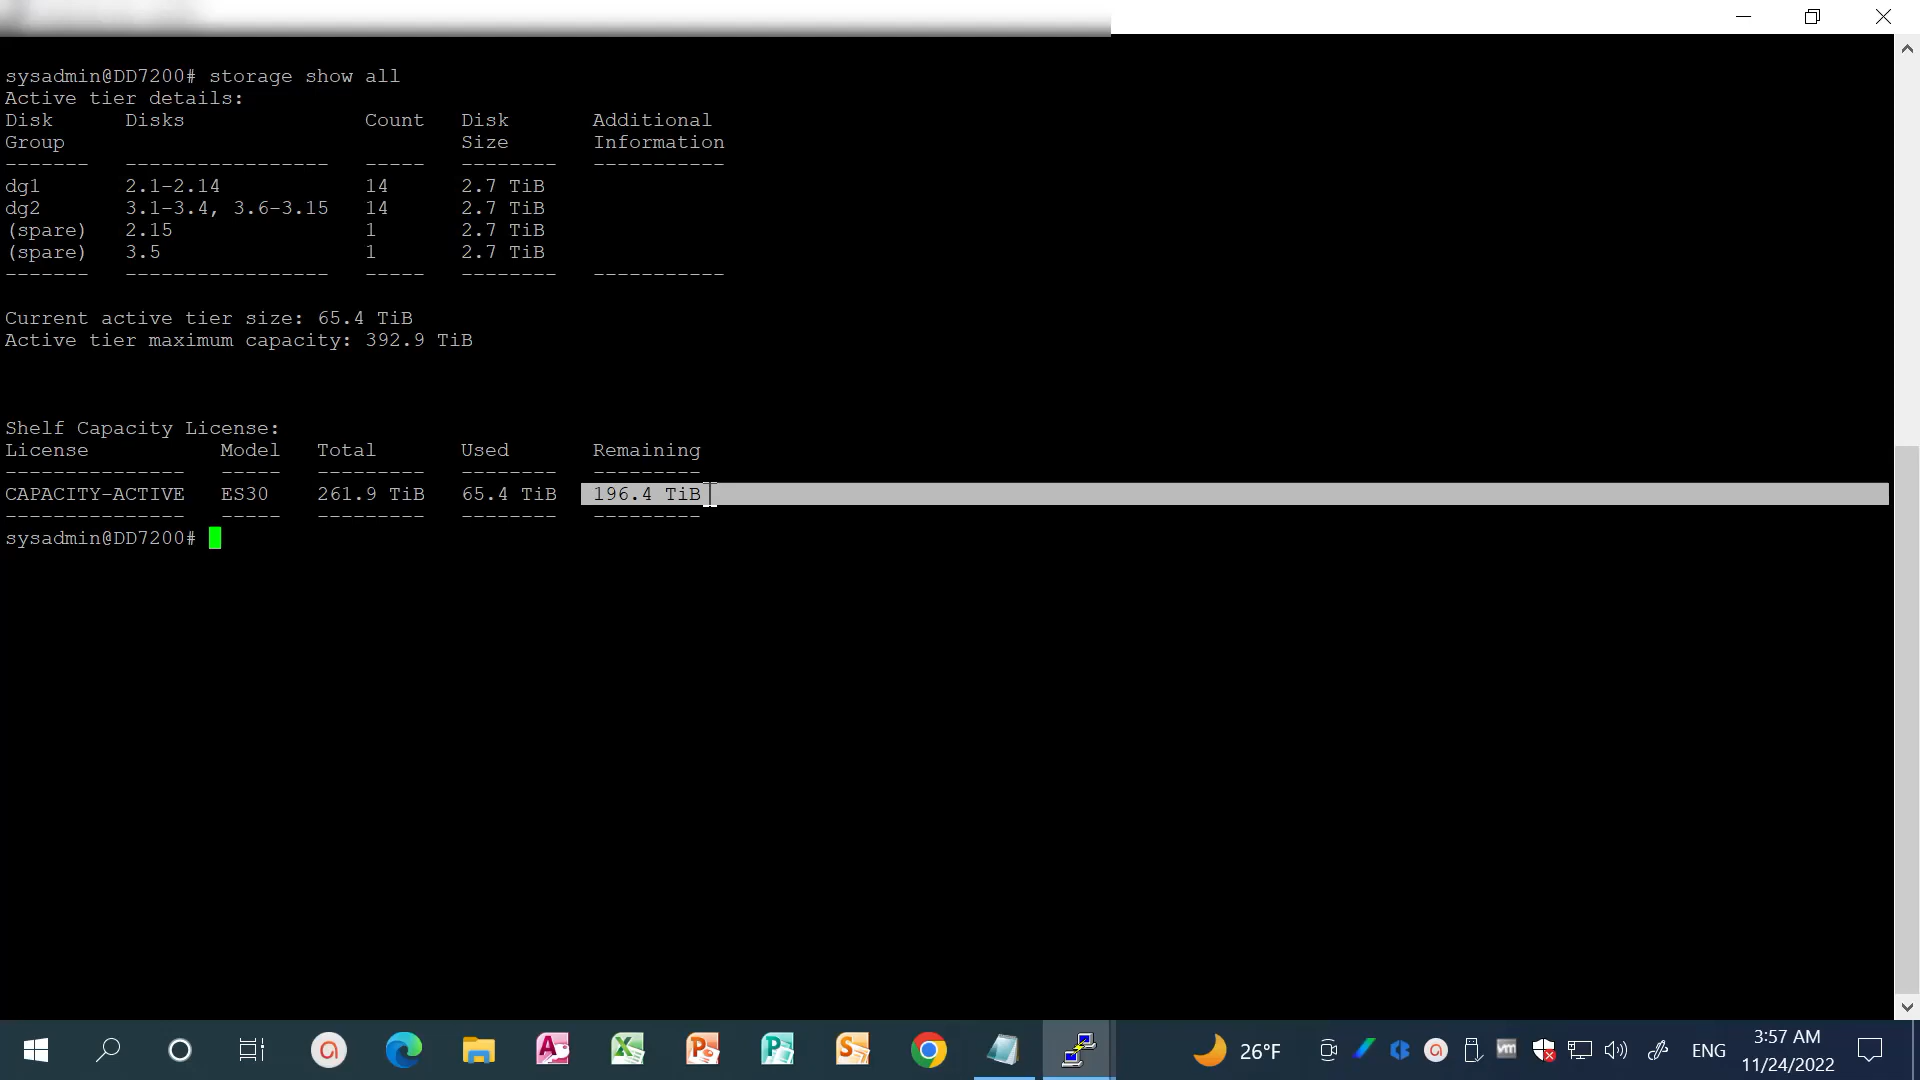 sysadmin@DD7200# storage show all
Active tier details:
Disk      Disks               Count   Disk       Additional
Group                                 Size       Information
-------   -----------------   -----   --------   -----------
dg1       2.1-2.14            14      2.7 TiB
dg2       3.1-3.4, 3.6-3.15   14      2.7 TiB
(spare)   2.15                1       2.7 TiB
(spare)   3.5                 1       2.7 TiB
-------   -----------------   -----   --------   -----------
Current active tier size: 65.4 TiB
Active tier maximum capacity: 392.9 TiB
Shelf Capacity License:
License           Model   Total       Used       Remaining
---------------   -----   ---------   --------   ---------
CAPACITY-ACTIVE   ES30    261.9 TiB   65.4 TiB   196.4 TiB
---------------   -----   ---------   --------   ---------
sysadmin@DD7200#
26°F
vm
ENG
3:57 AM
11/24/2022